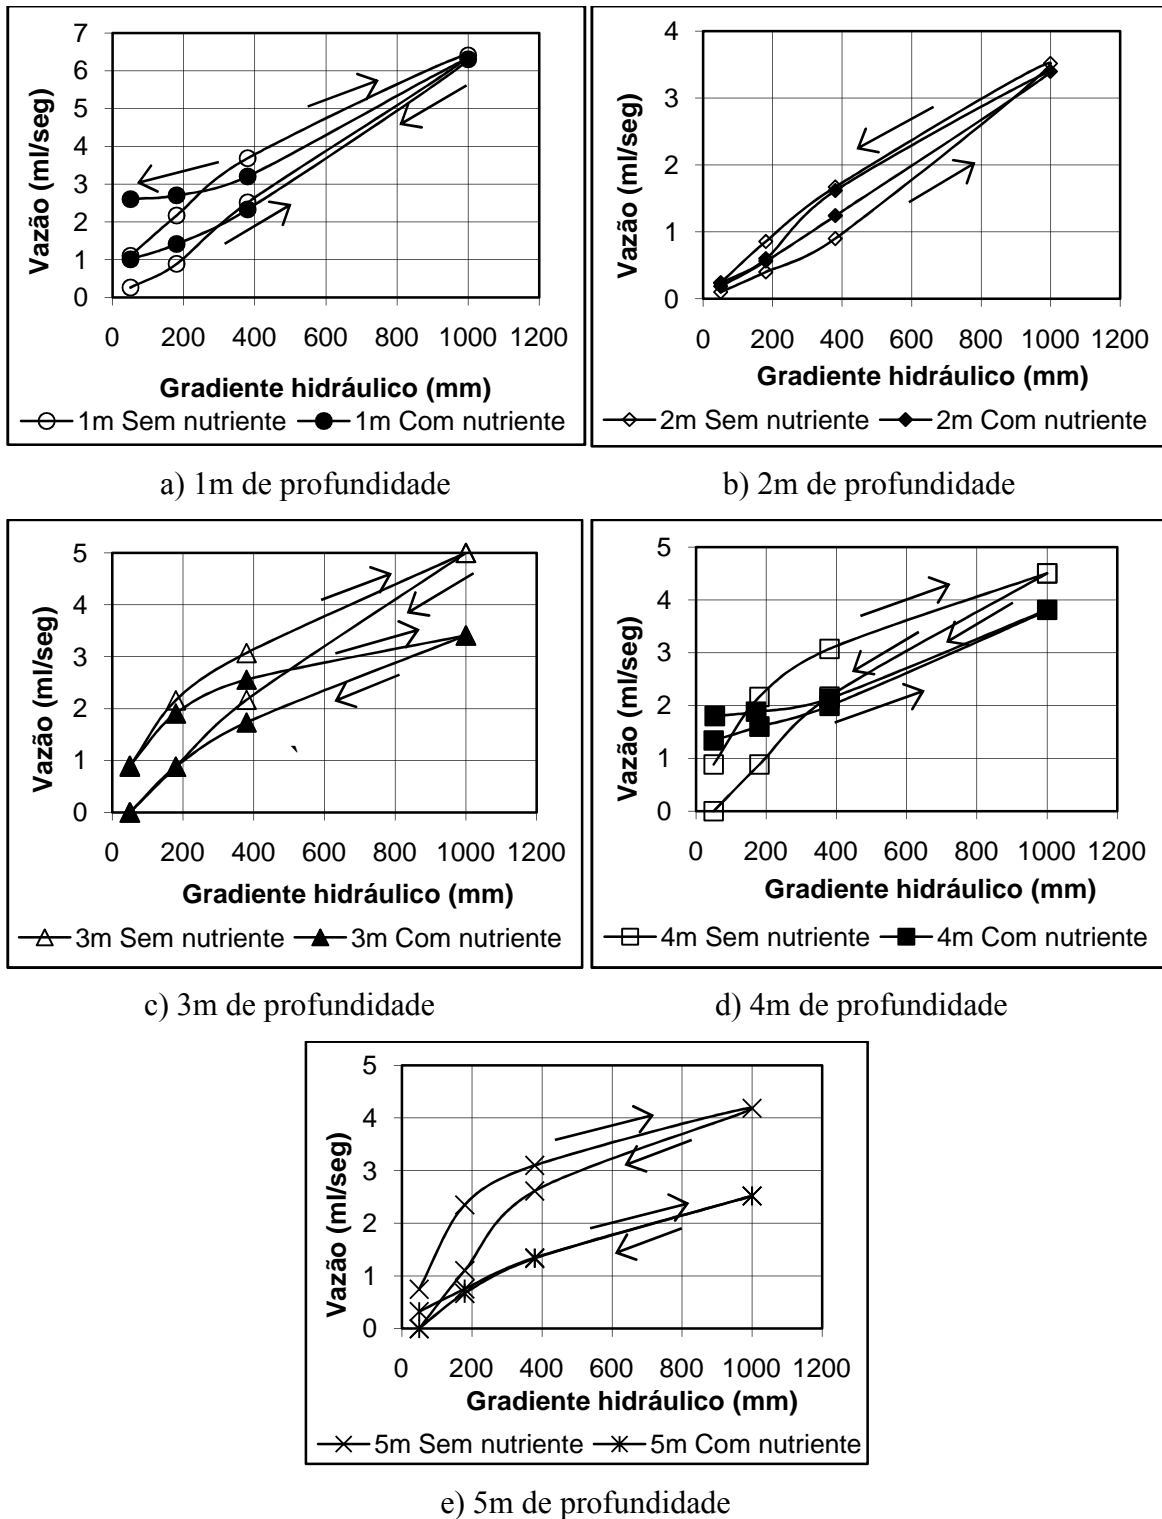 7
6
5
4
3
2
1
0
Vazão (ml/seg)
0 200 400 600 800 1000 1200
Gradiente hidráulico (mm)
1m Sem nutriente 1m Com nutriente
a) 1m de profundidade
4
3
2
1
0
Vazão (ml/seg)
0 200 400 600 800 1000 1200
Gradiente hidráulico (mm)
2m Sem nutriente 2m Com nutriente
b) 2m de profundidade
5
4
3
2
1
0
Vazão (ml/seg)
0 200 400 600 800 1000 1200
Gradiente hidráulico (mm)
3m Sem nutriente 3m Com nutriente
c) 3m de profundidade
5
4
3
2
1
0
Vazão (ml/seg)
0 200 400 600 800 1000 1200
Gradiente hidráulico (mm)
4m Sem nutriente 4m Com nutriente
d) 4m de profundidade
5
4
3
2
1
0
Vazão (ml/seg)
0 200 400 600 800 1000 1200
Gradiente hidráulico (mm)
5m Sem nutriente 5m Com nutriente
e) 5m de profundidade